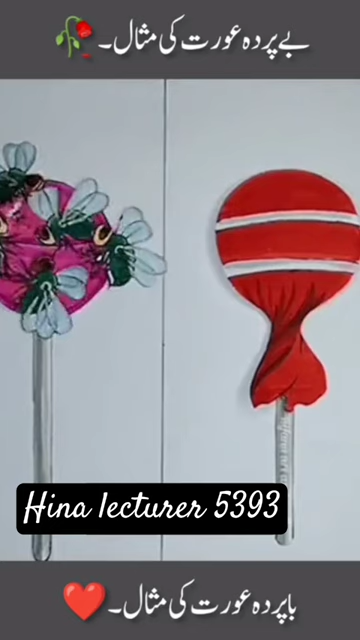 بے پردہ عورت کی مثال۔🥀
Hina lecturer 5393
باپردہ عورت کی مثال۔❤️